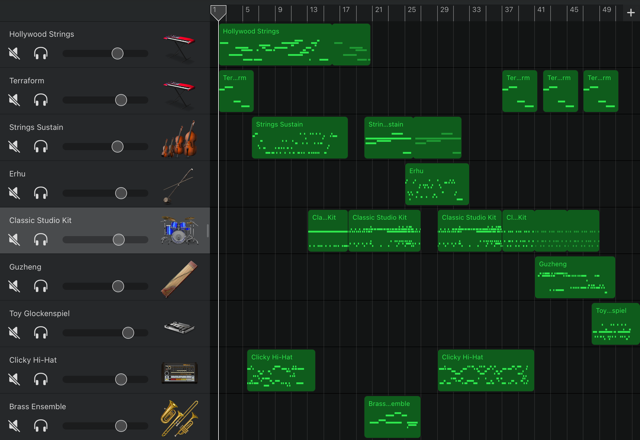 1 5 9 13 17 21 25 29 33 37 41 45 49 +
Hollywood Strings
Hollywood Strings
Terraform
Ter...rm
Ter...rm
Ter...rm
Ter...rm
Strings Sustain
Strings Sustain
Strin...stain
Erhu
Erhu
Classic Studio Kit
Cla...Kit
Classic Studio Kit
Classic Studio Kit
Cl...Kit
Guzheng
Guzheng
Toy Glockenspiel
Toy...spiel
Clicky Hi-Hat
Clicky Hi-Hat
Clicky Hi-Hat
Brass Ensemble
Brass...emble